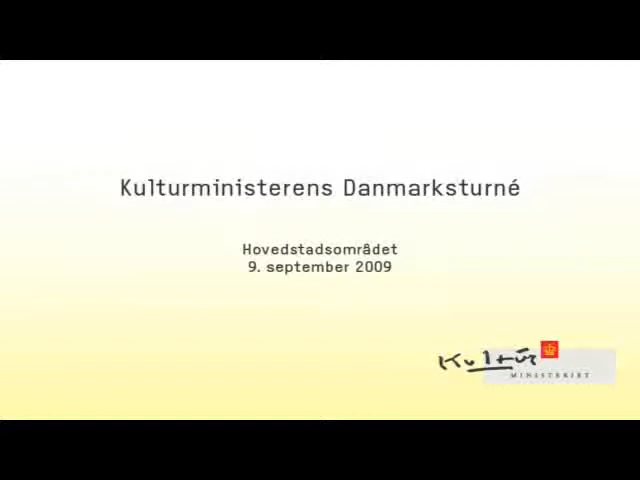 Kulturministerens Danmarksturné
Hovedstadsområdet
9. september 2009
Kultur
MINISTERIET